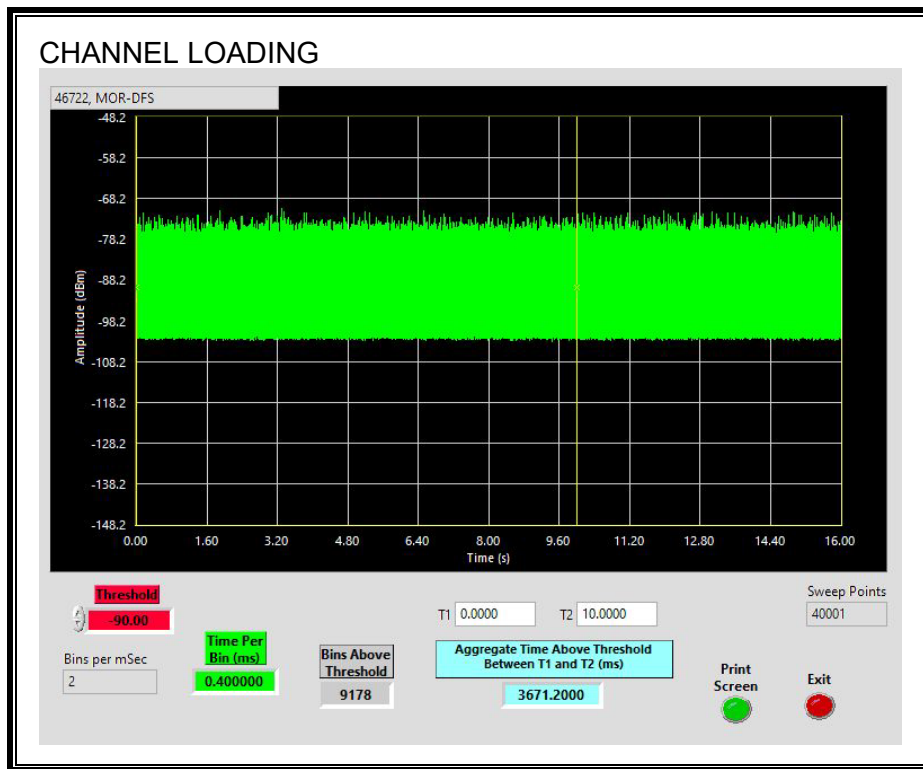 CHANNEL LOADING
46722, MOR-DFS
-48.2
-58.2
-68.2
-78.2
-88.2
-98.2
-108.2
-118.2
-128.2
-138.2
-148.2
Amplitude (dBm)
0.00 1.60 3.20 4.80 6.40 8.00 9.60 11.20 12.80 14.40 16.00
Time (s)
Threshold
-90.00
Bins per mSec
2
Time Per
Bin (ms)
0.400000
Bins Above
Threshold
9178
T1 0.0000 T2 10.0000
Aggregate Time Above Threshold
Between T1 and T2 (ms)
3671.2000
Sweep Points
40001
Print
Screen
Exit